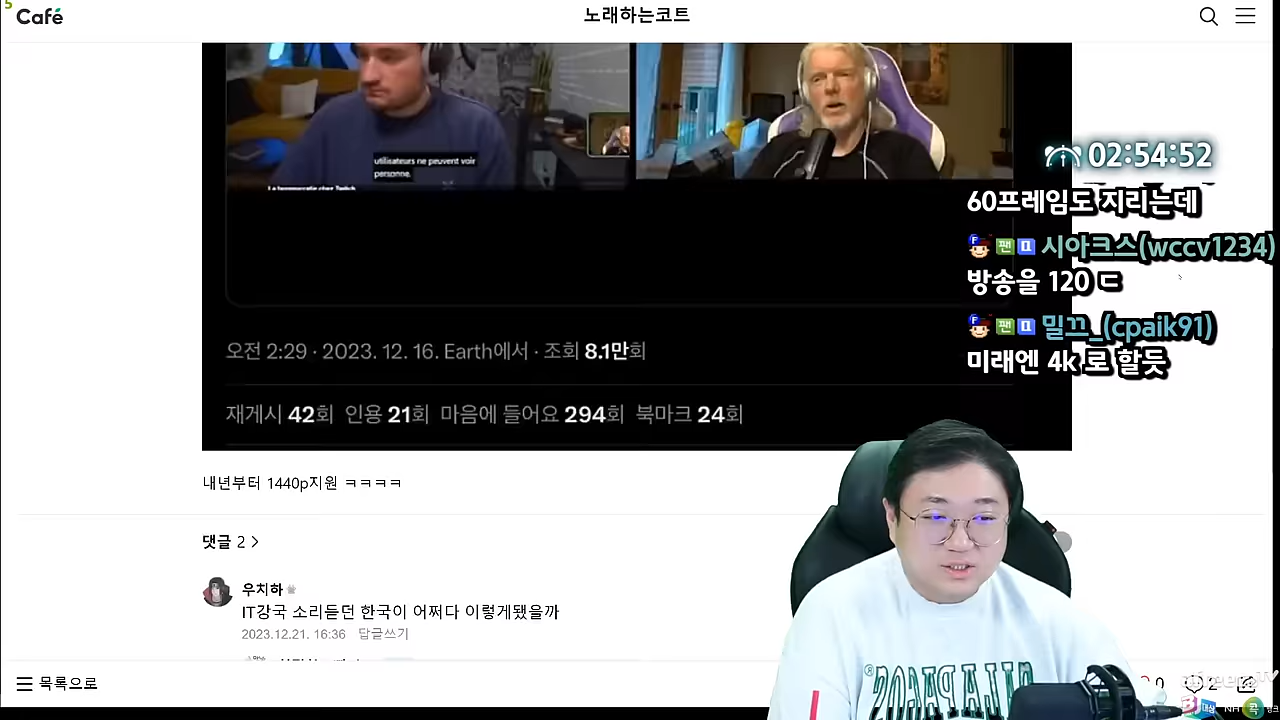 5
Café
노래하는코트
utilisateurs ne peuvent voir
personne.
02:54:52
60프레임도 지리는데
F 팬 시아크스(wccv1234)
방송을 120 ㄷ
F 팬 밀끄_(cpaik91)
미래엔 4k 로 할듯
오전 2:29 · 2023. 12. 16. Earth에서 · 조회 8.1만회
재게시 42회 인용 21회 마음에 들어요 294회 북마크 24회
내년부터 1440p지원 ㅋㅋㅋㅋ
댓글 2 >
우치하
IT강국 소리듣던 한국이 어쩌다 이렇게됐을까
2023.12.21. 16:36 답글쓰기
목록으로
0
2